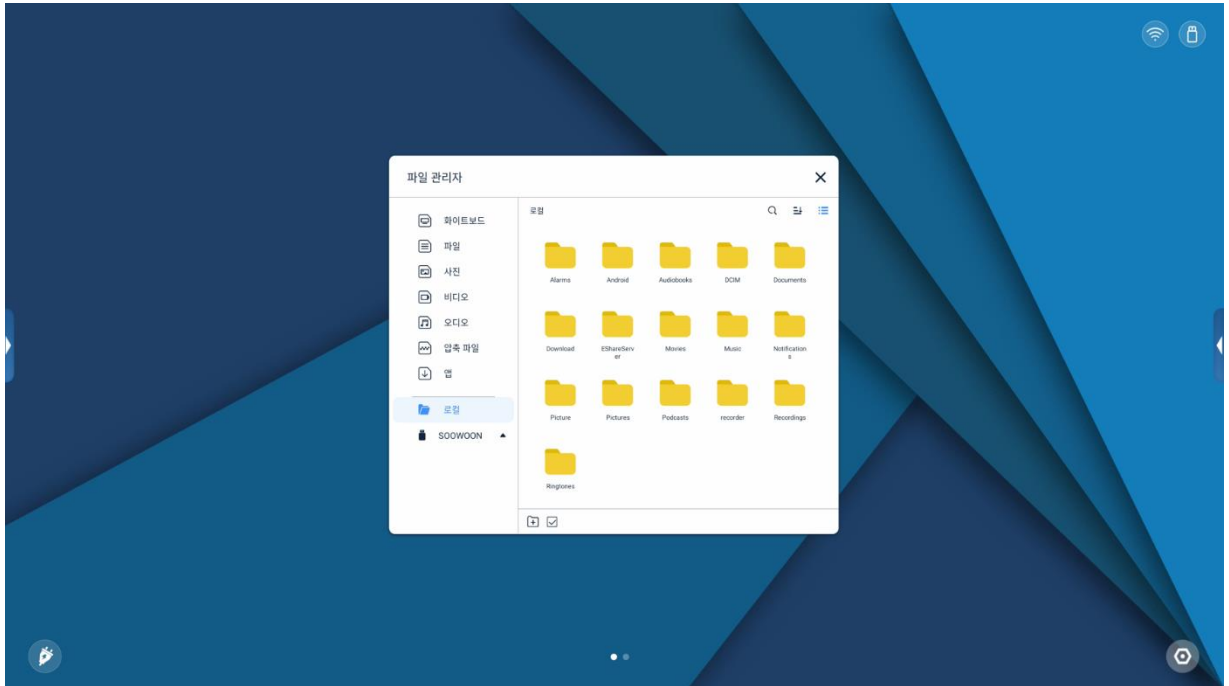 파일 관리자
화이트보드
파일
사진
비디오
오디오
압축 파일
앱
로컬
SOOWOON
로컬
Alarms
Android
Audiobooks
DCIM
Documents
Download
EShareServ
er
Movies
Music
Notification
s
Picture
Pictures
Podcasts
recorder
Recordings
Ringtones